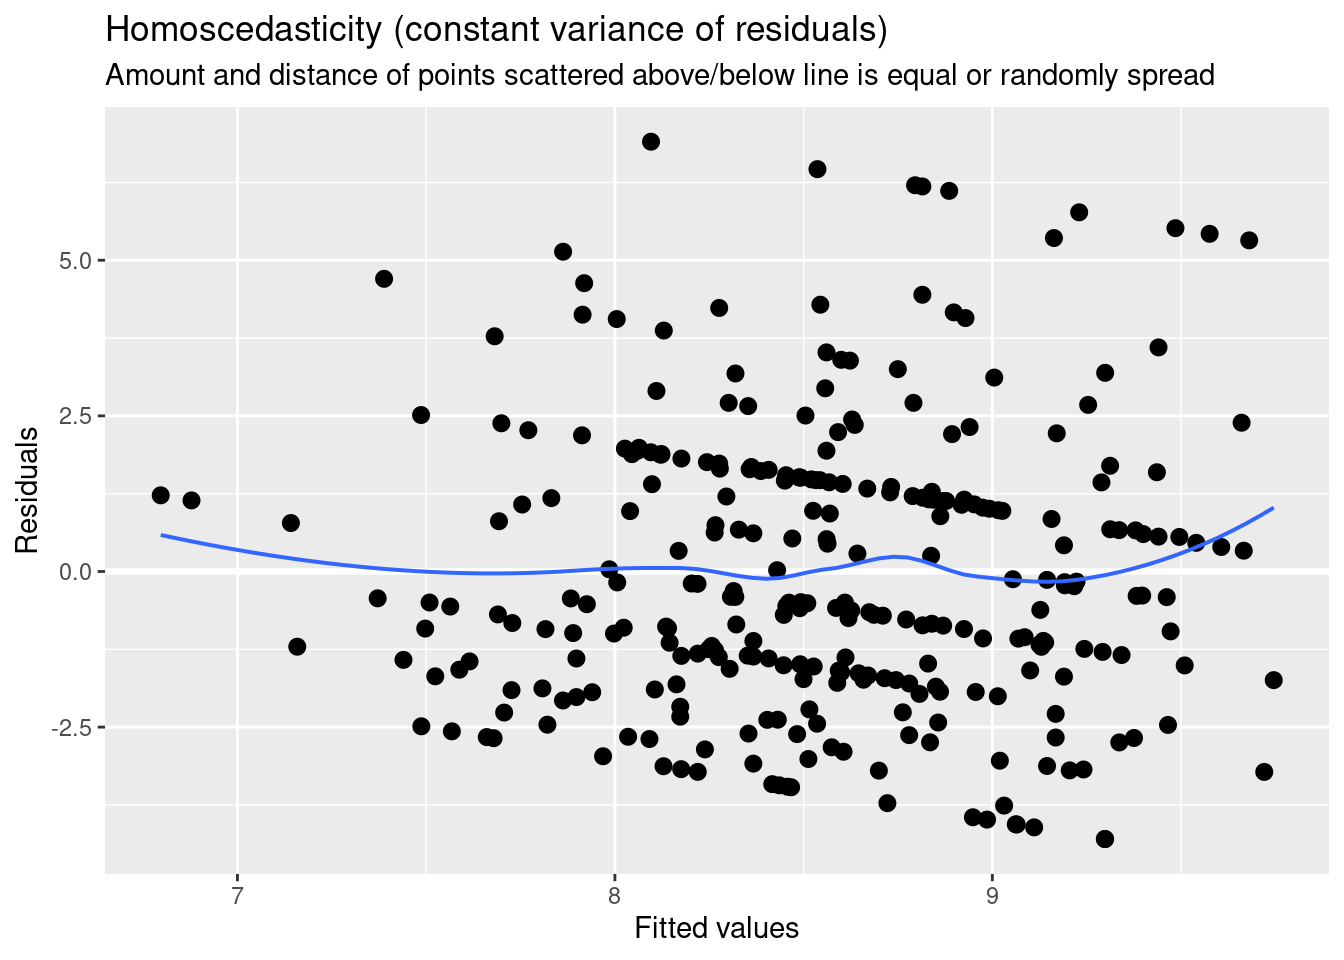 Homoscedasticity (constant variance of residuals)
Amount and distance of points scattered above/below line is equal or randomly spread
Residuals
5.0
2.5
0.0
-2.5
7
8
9
Fitted values